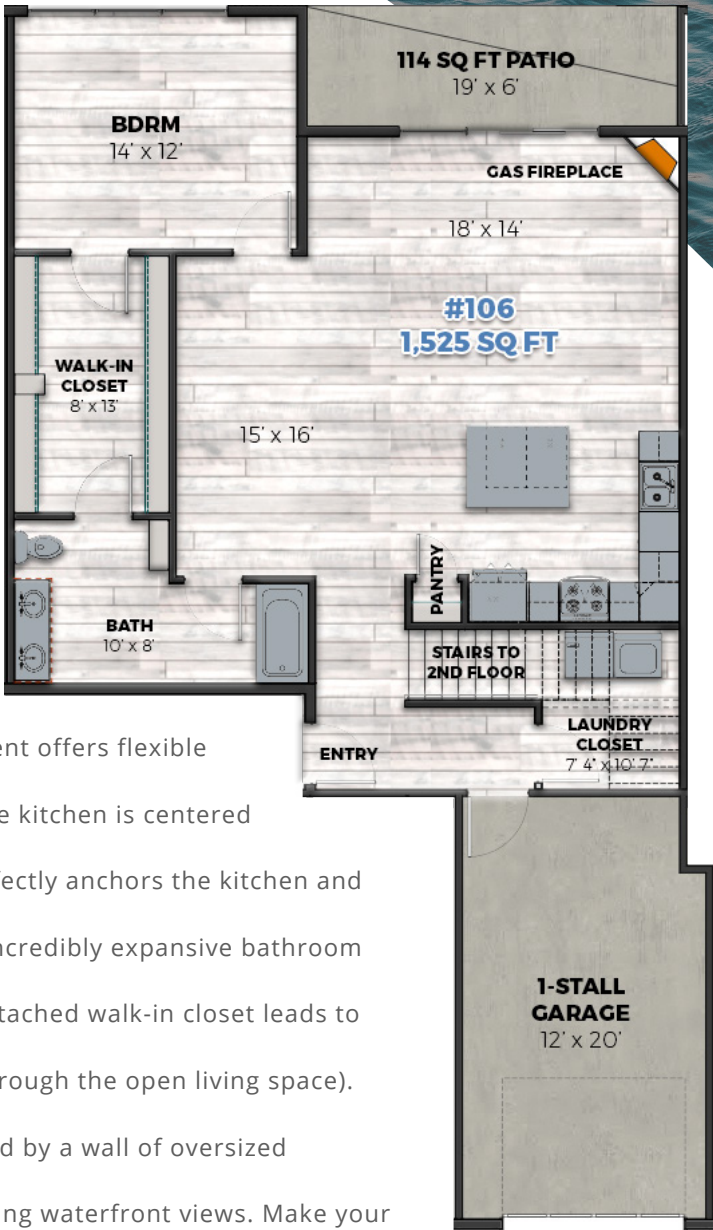 114 SQ FT PATIO
19' x 6'
BDRM
14' x 12'
GAS FIREPLACE
18' x 14'
#106
1,525 SQ FT
WALK-IN
CLOSET
8' x 13'
15' x 16'
PANTRY
BATH
10' x 8'
STAIRS TO
2ND FLOOR
LAUNDRY
CLOSET
7' 4" x 10' 7"
ENTRY
ent offers flexible
e kitchen is centered
fectly anchors the kitchen and
ncredibly expansive bathroom
tached walk-in closet leads to
rough the open living space).
d by a wall of oversized
ng waterfront views. Make your
1-STALL
GARAGE
12' x 20'